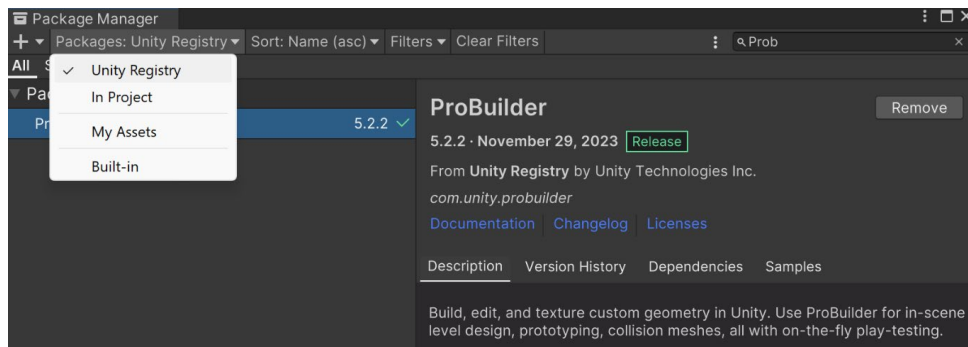 Package Manager
Packages: Unity Registry Sort: Name (asc) Filters Clear Filters Prob
All
Unity Registry
In Project
My Assets
Built-in
5.2.2
ProBuilder
Remove
5.2.2 · November 29, 2023 Release
From Unity Registry by Unity Technologies Inc.
com.unity.probuilder
Documentation Changelog Licenses
Description Version History Dependencies Samples
Build, edit, and texture custom geometry in Unity. Use ProBuilder for in-scene
level design, prototyping, collision meshes, all with on-the-fly play-testing.